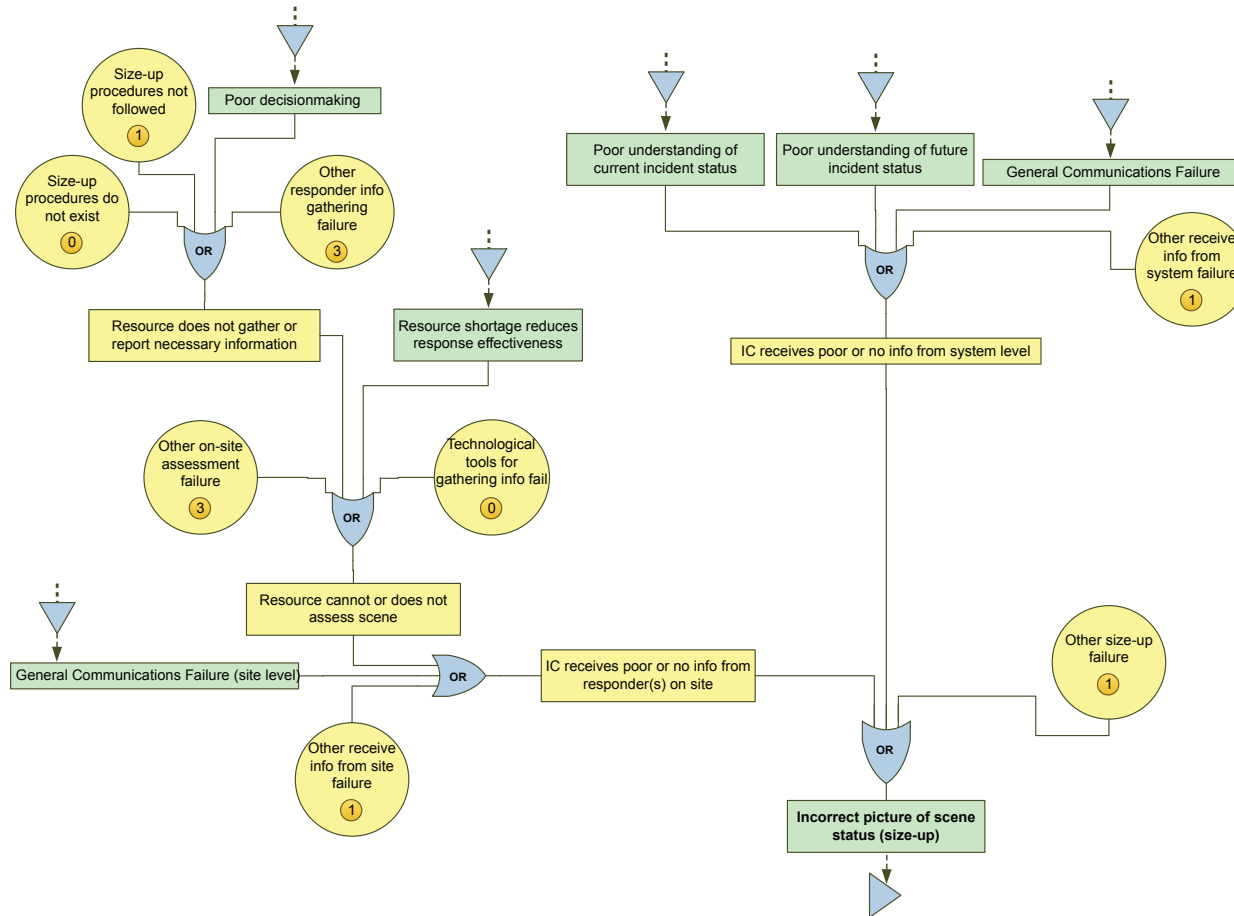 Size-up
procedures not
followed
1
Poor decisionmaking
Size-up
procedures do
not exist
0
Other
responder info
gathering
failure
3
OR
Poor understanding of
current incident status
Poor understanding of future
incident status
General Communications Failure
Other receive
info from
system failure
1
OR
Resource does not gather or
report necessary information
Resource shortage reduces
response effectiveness
IC receives poor or no info from system level
Other on-site
assessment
failure
3
Technological
tools for
gathering info fail
0
OR
Resource cannot or does not
assess scene
General Communications Failure (site level)
OR
IC receives poor or no info from
responder(s) on site
Other size-up
failure
1
Other receive
info from site
failure
1
OR
Incorrect picture of scene
status (size-up)